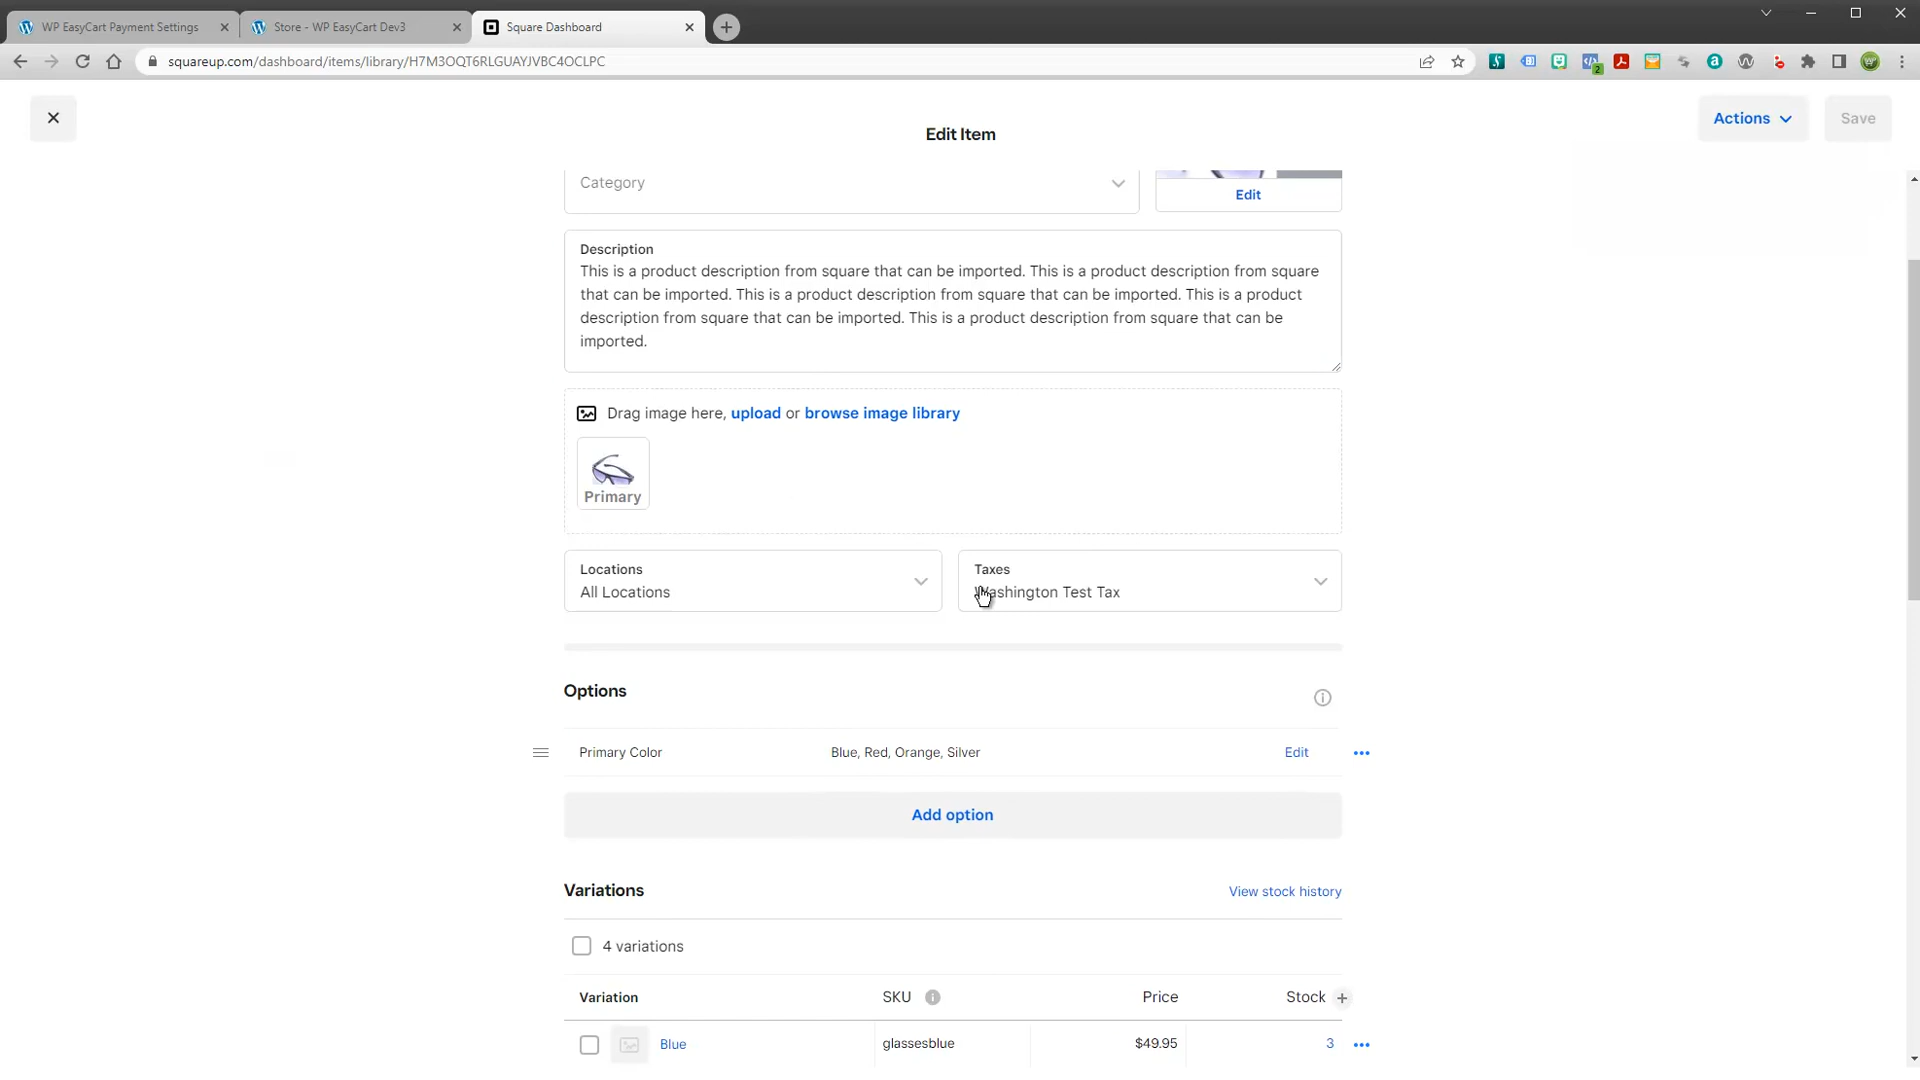 WP EasyCart Payment Settings
Store - WP EasyCart Dev3
Square Dashboard
squareup.com/dashboard/items/library/H7M3OQT6RLGUAYJVBC4OCLPC
2
Edit Item
Actions
Save
Category
Edit
Description
This is a product description from square that can be imported. This is a product description from square
that can be imported. This is a product description from square that can be imported. This is a product
description from square that can be imported. This is a product description from square that can be
imported.
Drag image here, upload or browse image library
Primary
Locations
All Locations
Taxes
Washington Test Tax
Options
Primary Color Blue, Red, Orange, Silver Edit
Add option
Variations View stock history
4 variations
Variation SKU Price Stock
Blue glassesblue $49.95 3